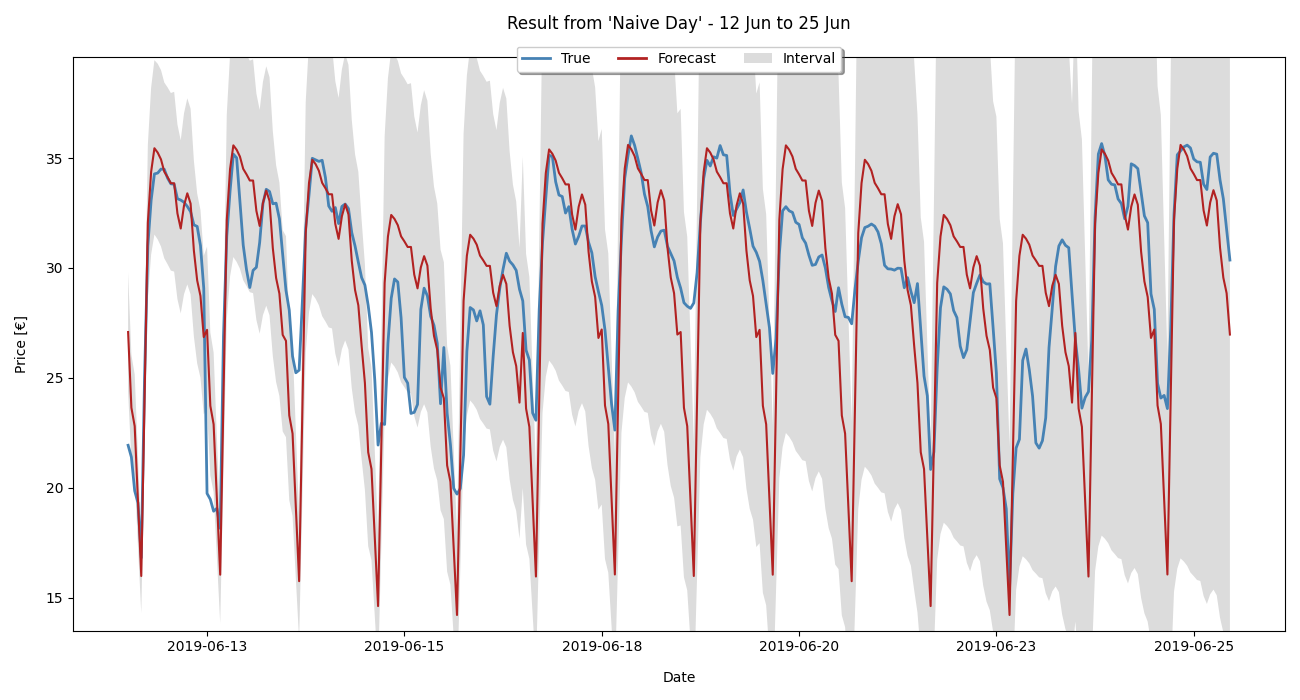 Result from 'Naive Day' - 12 Jun to 25 Jun
True Forecast Interval
Price [€]
35
30
25
20
15
2019-06-13 2019-06-15 2019-06-18 2019-06-20 2019-06-23 2019-06-25
Date